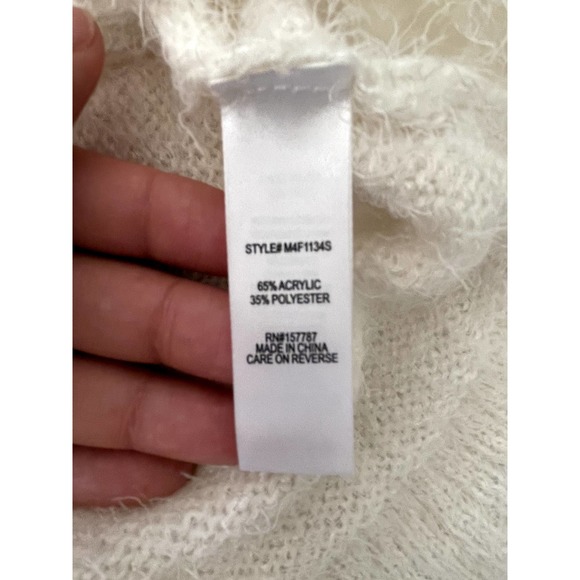 STYLE# M4F1134S
65% ACRYLIC
35% POLYESTER
RN#157787
MADE IN CHINA
CARE ON REVERSE